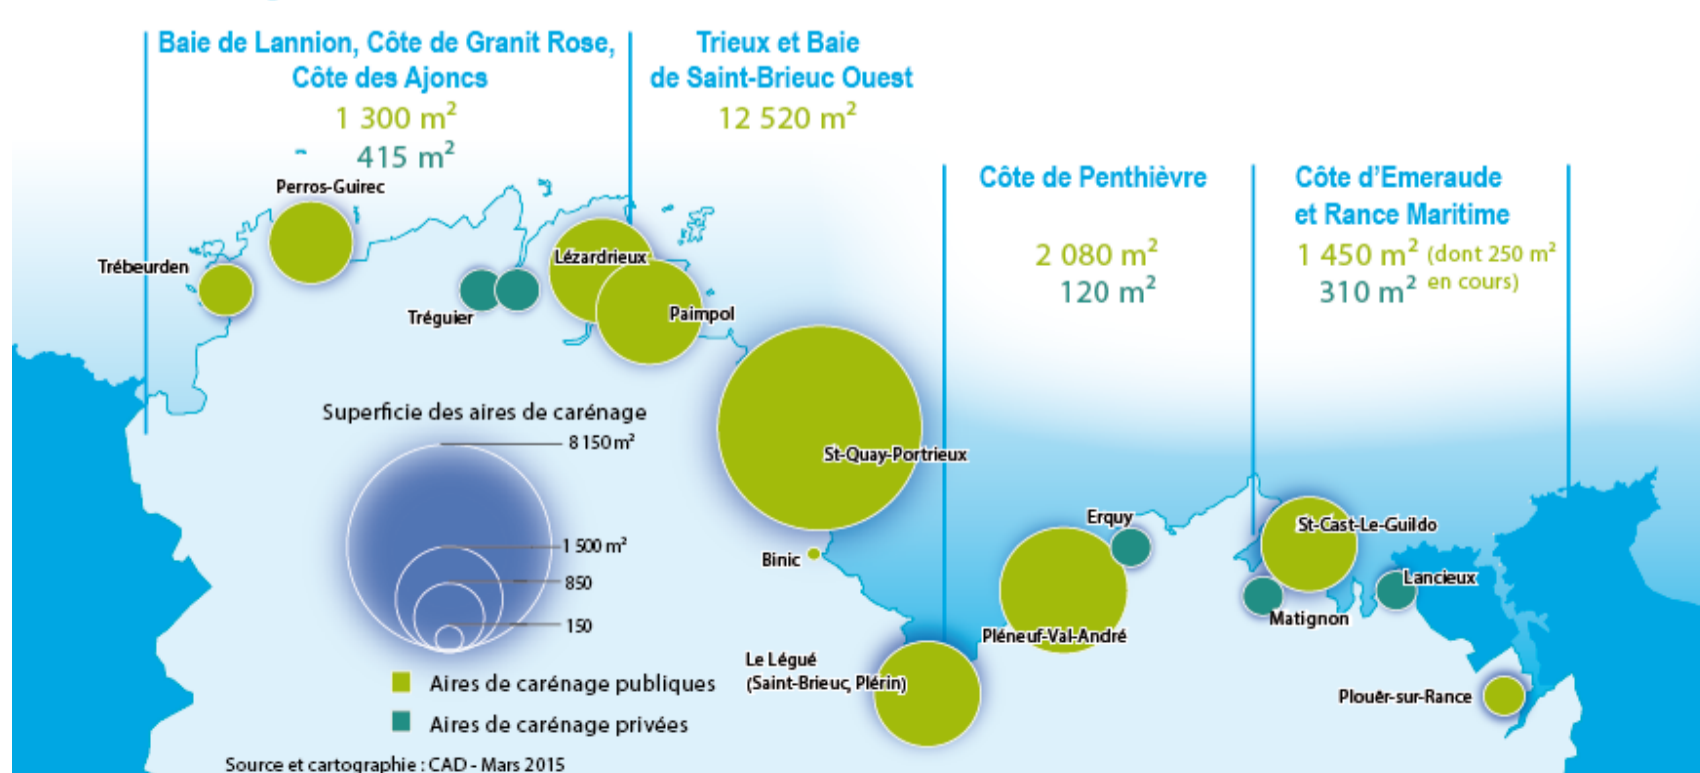 Baie de Lannion, Côte de Granit Rose,
Côte des Ajoncs
1 300 m²
415 m²
Trieux et Baie
de Saint-Brieuc Ouest
12 520 m²
Côte de Penthièvre
2 080 m²
120 m²
Côte d'Emeraude
et Rance Maritime
1 450 m² (dont 250 m²
310 m² en cours)
Perros-Guirec
Trébeurden
Lézardrieux
Tréguier
Paimpol
St-Quay-Portrieux
Binic
Erquy
St-Cast-Le-Guildo
Lancieux
Matignon
Pléneuf-Val-André
Le Légué
(Saint-Brieuc, Plérin)
Plouër-sur-Rance
Superficie des aires de carénage
8 150 m²
1 500 m²
850
150
Aires de carénage publiques
Aires de carénage privées
Source et cartographie : CAD - Mars 2015